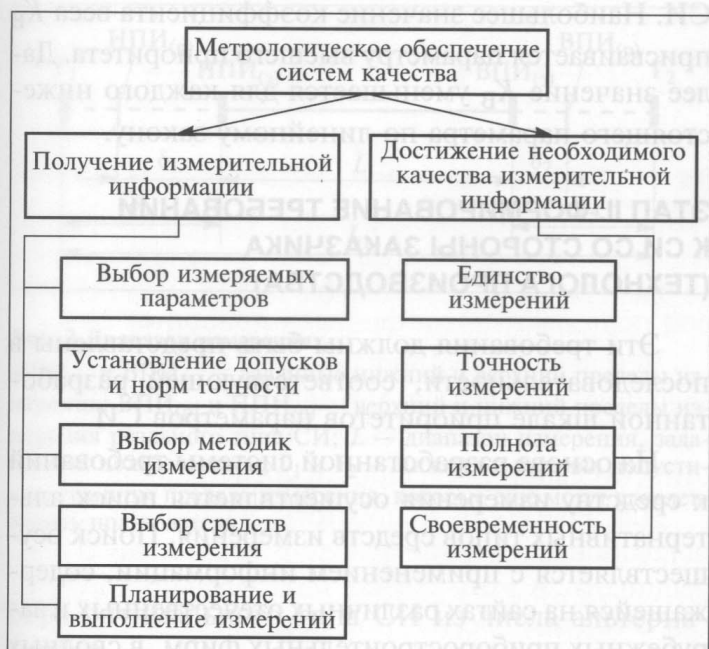 Метрологическое обеспечение
систем качества
Получение измерительной
информации
Достижение необходимого
качества измерительной
информации
Выбор измеряемых
параметров
Установление допусков
и норм точности
Выбор методик
измерения
Выбор средств
измерения
Планирование и
выполнение измерений
Единство
измерений
Точность
измерений
Полнота
измерений
Своевременность
измерений